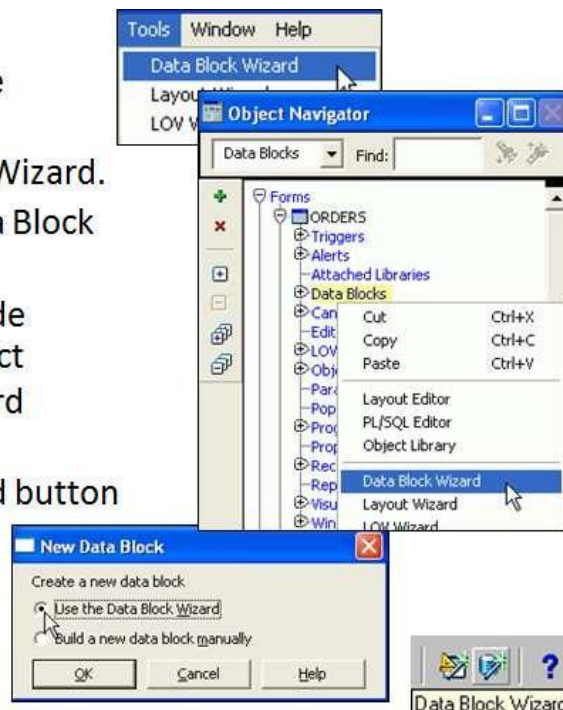 Tools Window Help
Data Block Wizard
LOV
Object Navigator
Data Blocks Find:
Wizard.
Block
Forms
ORDERS
Triggers
Alerts
Attached Libraries
Data Blocks
Cut Ctrl+X
Copy Ctrl+C
Paste Ctrl+V
Layout Editor
PL/SQL Editor
Object Library
Data Block Wizard
Layout Wizard
LOV Wizard
button
New Data Block
Create a new data block
Use the Data Block Wizard
Build a new data block manually
OK Cancel Help
Data Block Wizard